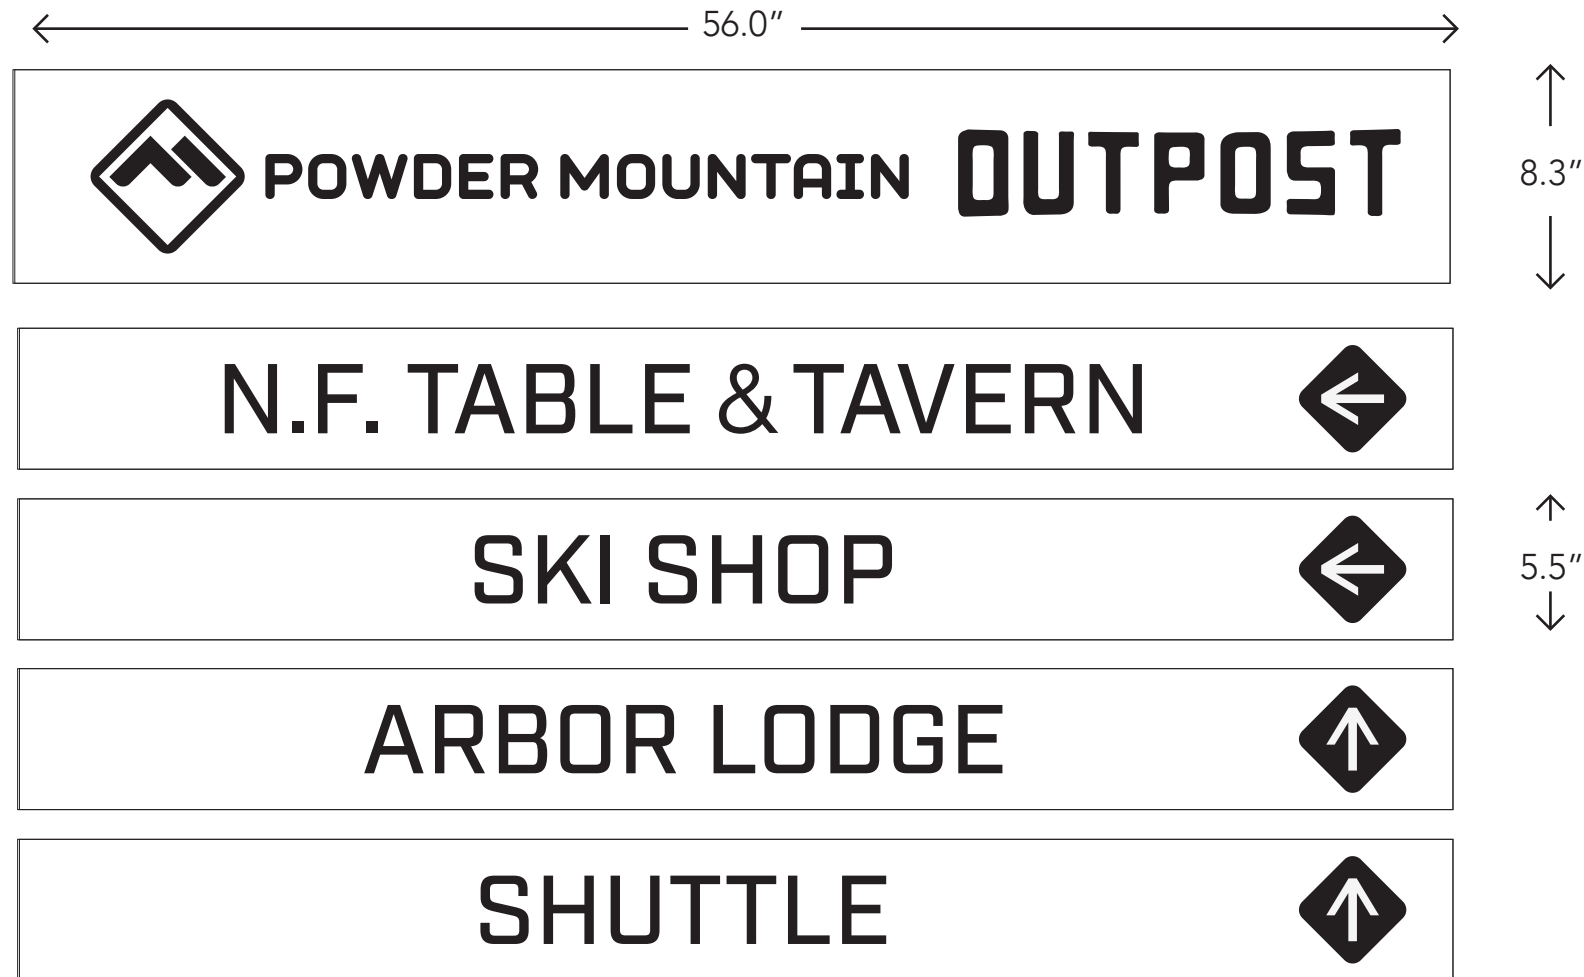 56.0"
POWDER MOUNTAIN OUTPOST
8.3"
N.F. TABLE & TAVERN
SKI SHOP
5.5"
ARBOR LODGE
SHUTTLE